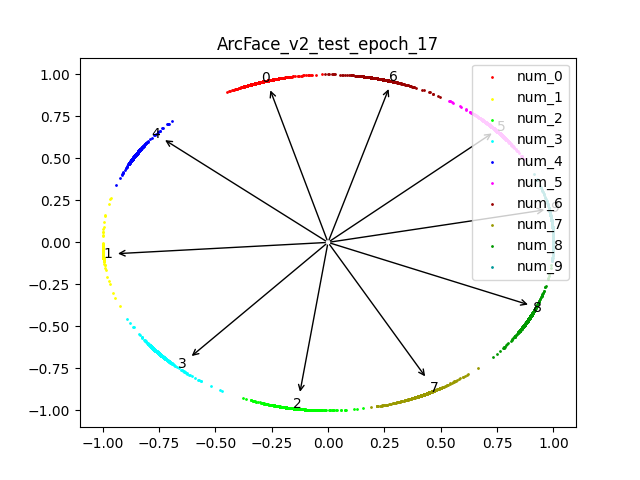 ArcFace_v2_test_epoch_17
1.00
0.75
0.50
0.25
0.00
−0.25
−0.50
−0.75
−1.00
−1.00 −0.75 −0.50 −0.25 0.00 0.25 0.50 0.75 1.00
0
6
5
4
1
8
3
7
2
num_0
num_1
num_2
num_3
num_4
num_5
num_6
num_7
num_8
num_9